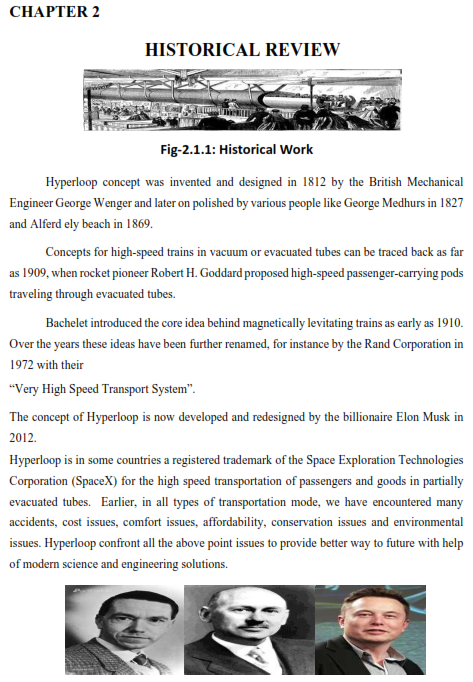 CHAPTER 2
HISTORICAL REVIEW
Fig-2.1.1: Historical Work
Hyperloop concept was invented and designed in 1812 by the British Mechanical
Engineer George Wenger and later on polished by various people like George Medhurs in 1827
and Alferd ely beach in 1869.
Concepts for high-speed trains in vacuum or evacuated tubes can be traced back as far
as 1909, when rocket pioneer Robert H. Goddard proposed high-speed passenger-carrying pods
traveling through evacuated tubes.
Bachelet introduced the core idea behind magnetically levitating trains as early as 1910.
Over the years these ideas have been further renamed, for instance by the Rand Corporation in
1972 with their
“Very High Speed Transport System”.
The concept of Hyperloop is now developed and redesigned by the billionaire Elon Musk in
2012.
Hyperloop is in some countries a registered trademark of the Space Exploration Technologies
Corporation (SpaceX) for the high speed transportation of passengers and goods in partially
evacuated tubes. Earlier, in all types of transportation mode, we have encountered many
accidents, cost issues, comfort issues, affordability, conservation issues and environmental
issues. Hyperloop confront all the above point issues to provide better way to future with help
of modern science and engineering solutions.